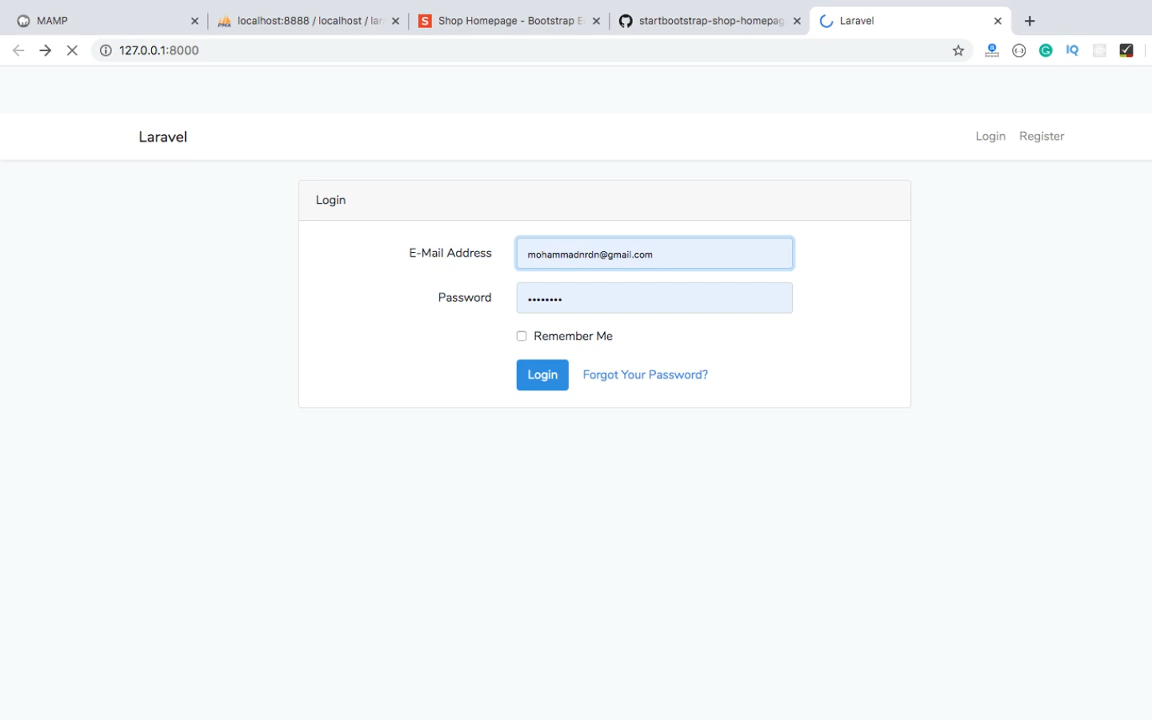 MAMP
localhost:8888 / localhost / lar
Shop Homepage - Bootstrap E
startbootstrap-shop-homepag
Laravel
127.0.0.1:8000
IQ
Laravel
Login
Register
Login
E-Mail Address
mohammadnrdn@gmail.com
Password
••••••••
Remember Me
Login
Forgot Your Password?